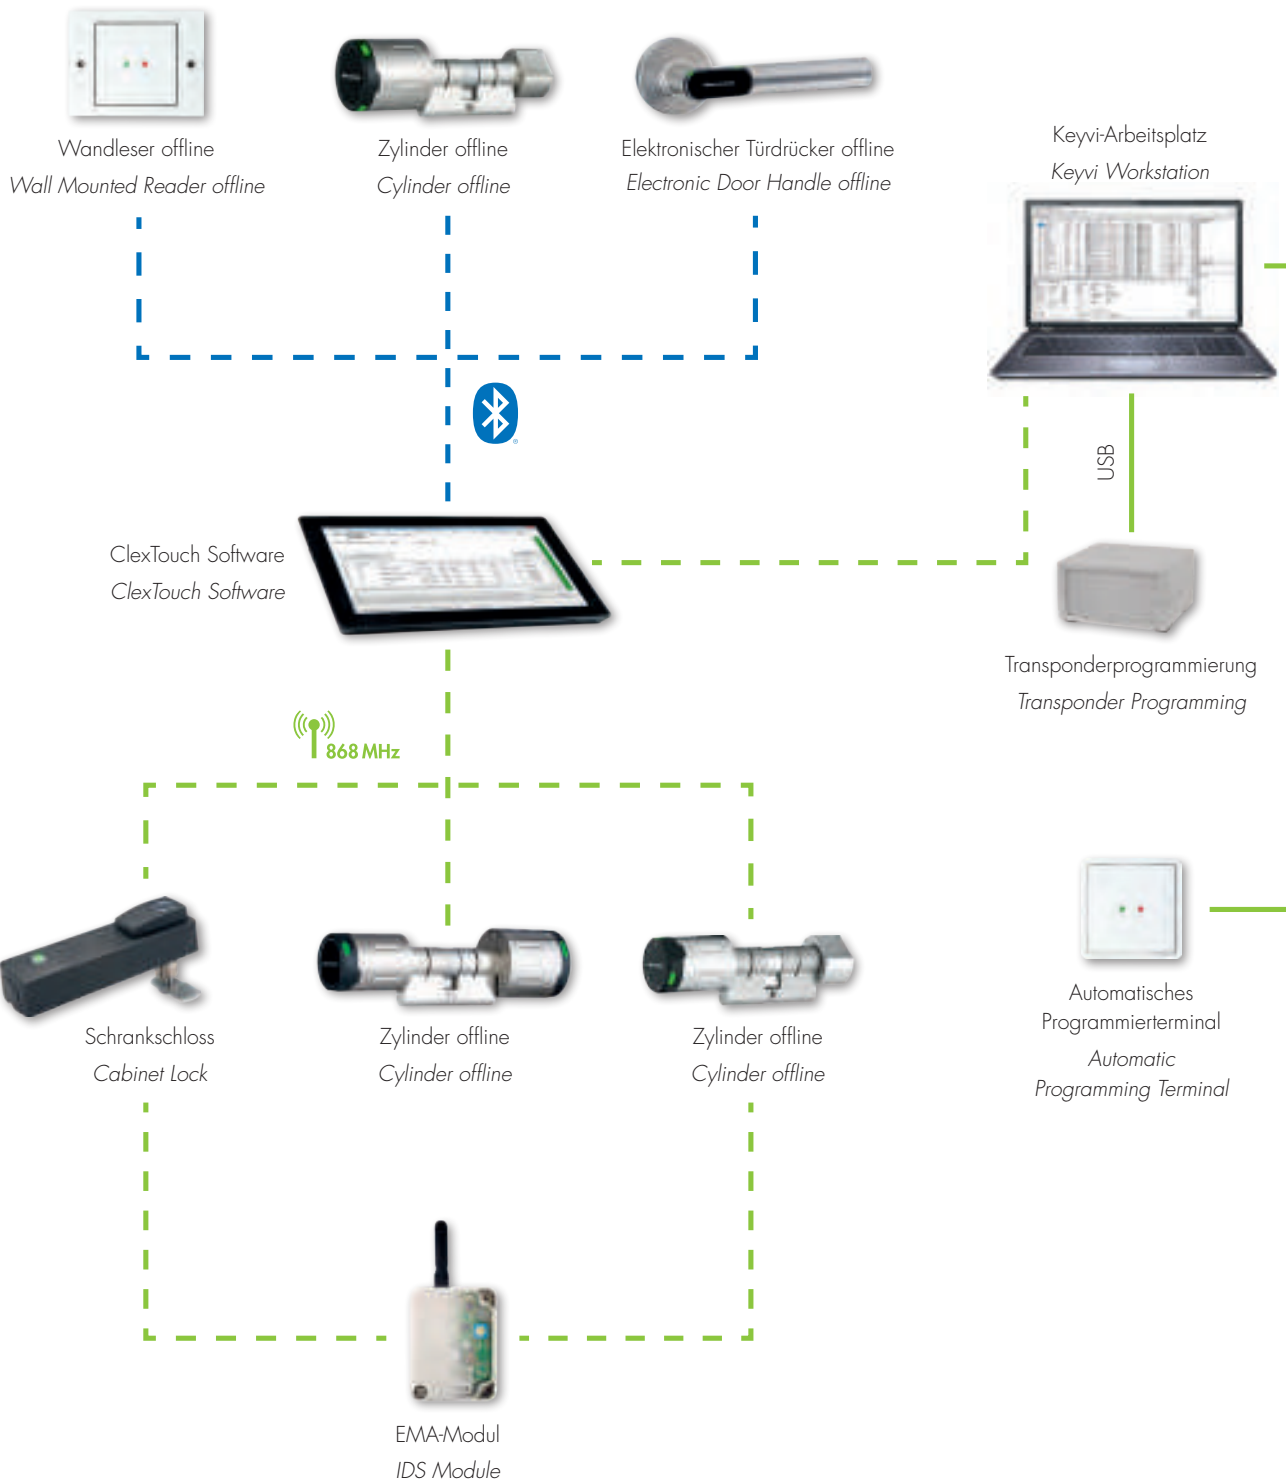 Wandleser offline
Wall Mounted Reader offline
Zylinder offline
Cylinder offline
Elektronischer Türdrücker offline
Electronic Door Handle offline
Keyvi-Arbeitsplatz
Keyvi Workstation
USB
ClexTouch Software
ClexTouch Software
Transponderprogrammierung
Transponder Programming
868 MHz
Schrankschloss
Cabinet Lock
Zylinder offline
Cylinder offline
Zylinder offline
Cylinder offline
Automatisches
Programmierterminal
Automatic
Programming Terminal
EMA-Modul
IDS Module